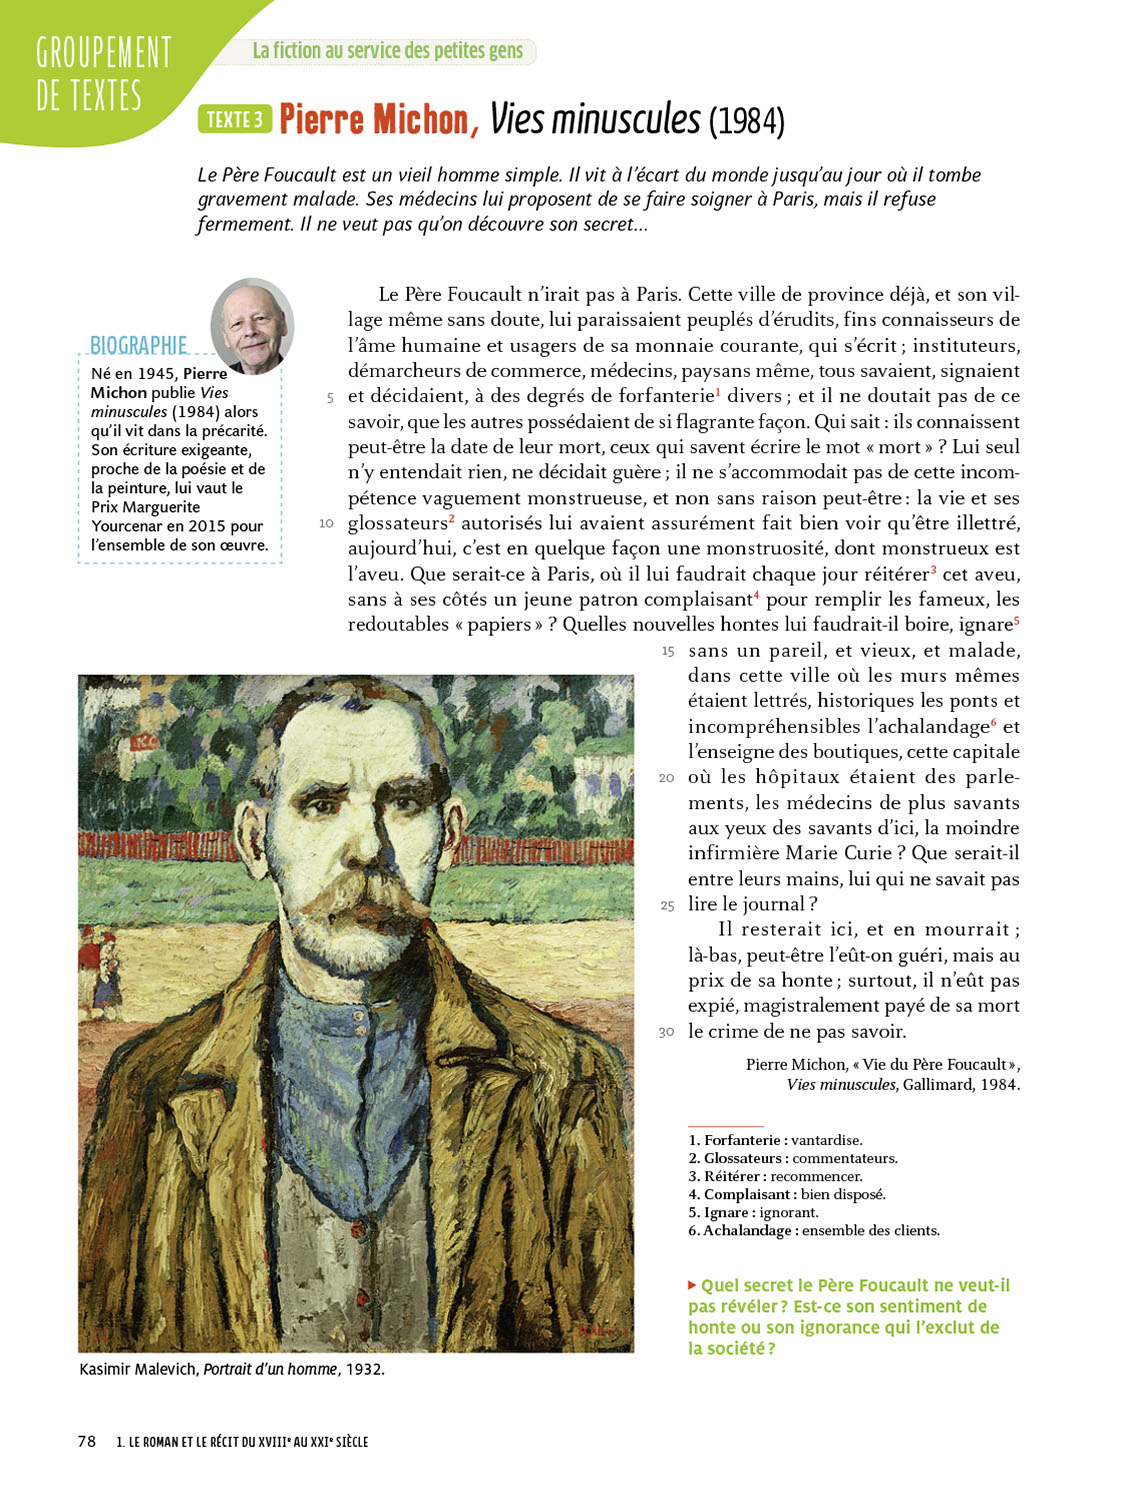 GROUPEMENT
DE TEXTES
La fiction au service des petites gens
TEXTE 3 Pierre Michon, Vies minuscules (1984)
Le Père Foucault est un vieil homme simple. Il vit à l’écart du monde jusqu’au jour où il tombe
gravement malade. Ses médecins lui proposent de se faire soigner à Paris, mais il refuse
fermement. Il ne veut pas qu’on découvre son secret…
BIOGRAPHIE
Né en 1945, Pierre
Michon publie Vies
minuscules (1984) alors
qu’il vit dans la précarité.
Son écriture exigeante,
proche de la poésie et de
la peinture, lui vaut le
Prix Marguerite
Yourcenar en 2015 pour
l’ensemble de son œuvre.
Le Père Foucault n’irait pas à Paris. Cette ville de province déjà, et son vil-
lage même sans doute, lui paraissaient peuplés d’érudits, fins connaisseurs de
l’âme humaine et usagers de sa monnaie courante, qui s’écrit ; instituteurs,
démarcheurs de commerce, médecins, paysans même, tous savaient, signaient
5 et décidaient, à des degrés de forfanterie1 divers ; et il ne doutait pas de ce
savoir, que les autres possédaient de si flagrante façon. Qui sait : ils connaissent
peut-être la date de leur mort, ceux qui savent écrire le mot « mort » ? Lui seul
n’y entendait rien, ne décidait guère ; il ne s’accommodait pas de cette incom-
pétence vaguement monstrueuse, et non sans raison peut-être : la vie et ses
10 glossateurs2 autorisés lui avaient assurément fait bien voir qu’être illettré,
aujourd’hui, c’est en quelque façon une monstruosité, dont monstrueux est
l’aveu. Que serait-ce à Paris, où il lui faudrait chaque jour réitérer3 cet aveu,
sans à ses côtés un jeune patron complaisant4 pour remplir les fameux, les
redoutables « papiers » ? Quelles nouvelles hontes lui faudrait-il boire, ignare5
15 sans un pareil, et vieux, et malade,
dans cette ville où les murs mêmes
étaient lettrés, historiques les ponts et
incompréhensibles l’achalandage6 et
l’enseigne des boutiques, cette capitale
20 où les hôpitaux étaient des parle-
ments, les médecins de plus savants
aux yeux des savants d’ici, la moindre
infirmière Marie Curie ? Que serait-il
entre leurs mains, lui qui ne savait pas
25 lire le journal ?
Il resterait ici, et en mourrait ;
là-bas, peut-être l’eût-on guéri, mais au
prix de sa honte ; surtout, il n’eût pas
expié, magistralement payé de sa mort
30 le crime de ne pas savoir.
Pierre Michon, « Vie du Père Foucault »,
Vies minuscules, Gallimard, 1984.
1. Forfanterie : vantardise.
2. Glossateurs : commentateurs.
3. Réitérer : recommencer.
4. Complaisant : bien disposé.
5. Ignare : ignorant.
6. Achalandage : ensemble des clients.
Quel secret le Père Foucault ne veut-il
pas révéler ? Est-ce son sentiment de
honte ou son ignorance qui l’exclut de
la société ?
Kasimir Malevich, Portrait d’un homme, 1932.
78 1. LE ROMAN ET LE RÉCIT DU XVIIIe AU XXIe SIÈCLE